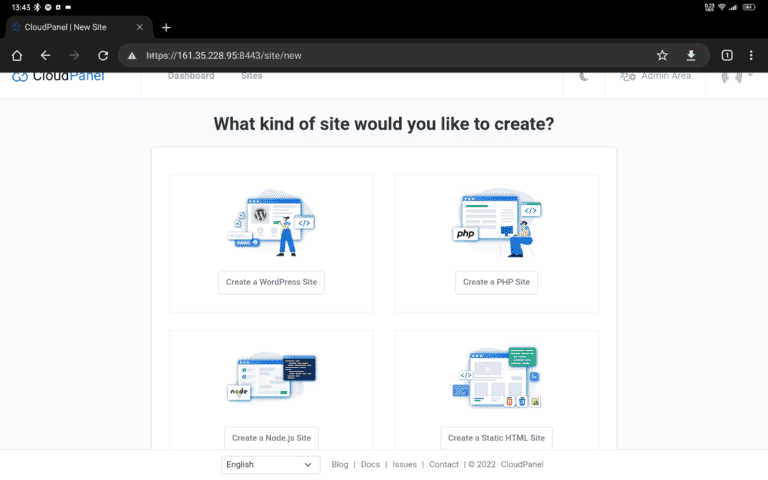 13:43
CloudPanel | New Site
https://161.35.228.95:8443/site/new
1
CloudPanel
Dashboard
Sites
Admin Area
What kind of site would you like to create?
</>
Create a WordPress Site
</>
php
Create a PHP Site
node
Create a Node.js Site
</>
Create a Static HTML Site
English
Blog | Docs | Issues | Contact | © 2022 CloudPanel